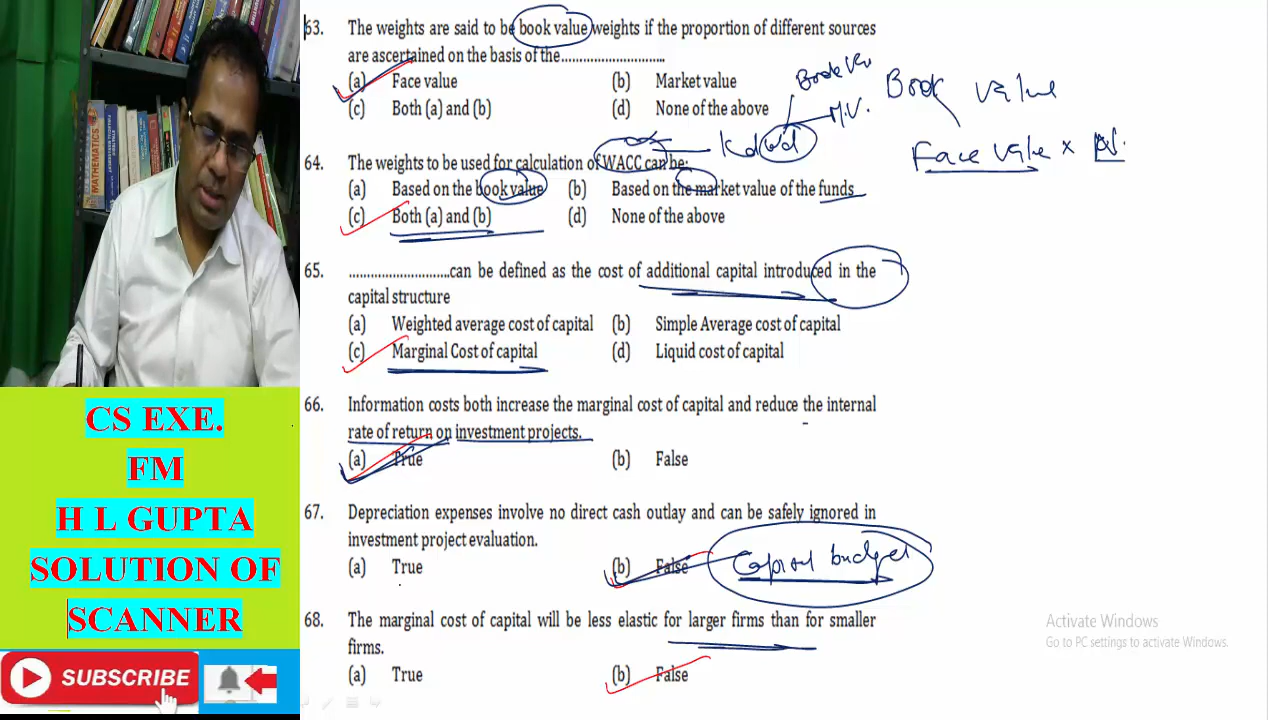 63. The weights are said to be book value weights if the proportion of different sources
are ascertained on the basis of the............................
(a) Face value (b) Market value
(c) Both (a) and (b) (d) None of the above
Book value
Face value ×
M.V.
Kd wd
64. The weights to be used for calculation of WACC can be:
(a) Based on the book value (b) Based on the market value of the funds
(c) Both (a) and (b) (d) None of the above
65. ............................can be defined as the cost of additional capital introduced in the
capital structure
(a) Weighted average cost of capital (b) Simple Average cost of capital
(c) Marginal Cost of capital (d) Liquid cost of capital
66. Information costs both increase the marginal cost of capital and reduce the internal
rate of return on investment projects.
(a) True (b) False
67. Depreciation expenses involve no direct cash outlay and can be safely ignored in
investment project evaluation.
(a) True (b) False
Capital budget
68. The marginal cost of capital will be less elastic for larger firms than for smaller
firms.
(a) True (b) False
CS EXE.
FM
H L GUPTA
SOLUTION OF
SCANNER
SUBSCRIBE
MATHEMATICS
Activate Windows
Go to PC settings to activate Windows.